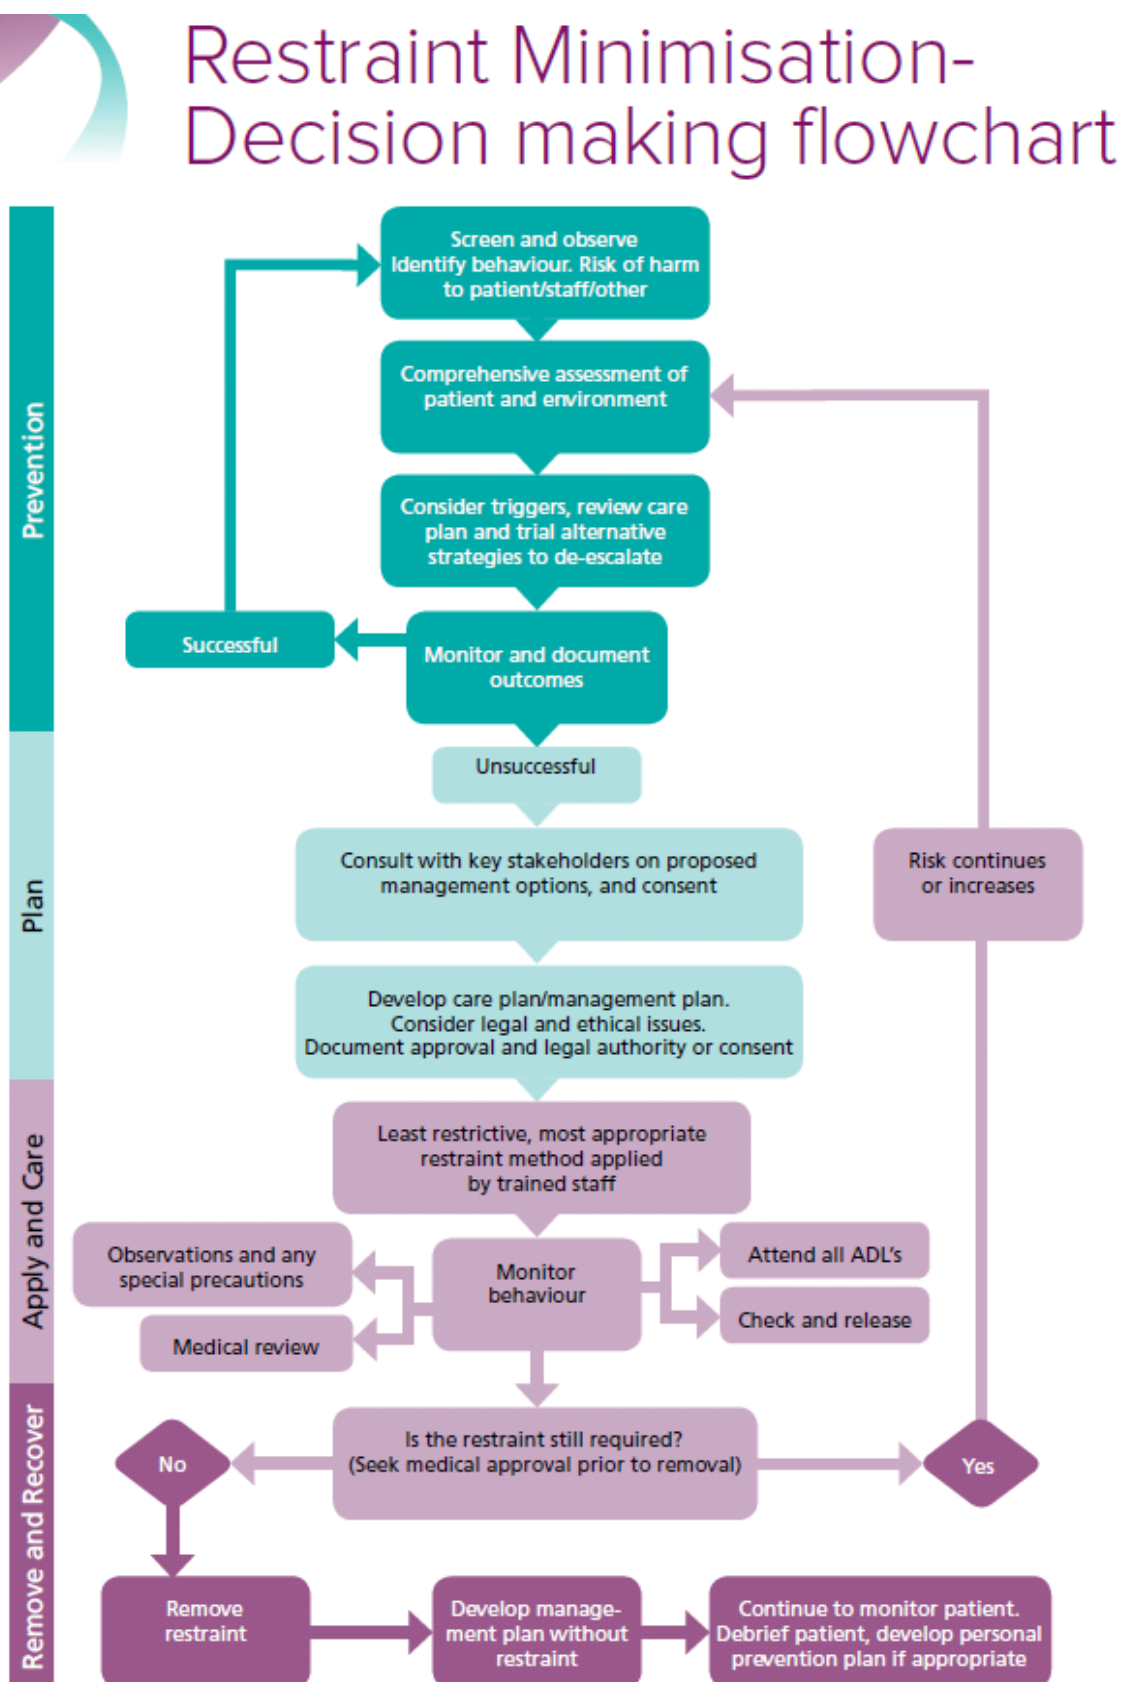 Restraint Minimisation-
Decision making flowchart
Prevention
Screen and observe
Identify behaviour. Risk of harm
to patient/staff/other
Comprehensive assessment of
patient and environment
Consider triggers, review care
plan and trial alternative
strategies to de-escalate
Successful
Monitor and document
outcomes
Plan
Unsuccessful
Consult with key stakeholders on proposed
management options, and consent
Risk continues
or increases
Develop care plan/management plan.
Consider legal and ethical issues.
Document approval and legal authority or consent
Apply and Care
Least restrictive, most appropriate
restraint method applied
by trained staff
Observations and any
special precautions
Medical review
Monitor
behaviour
Attend all ADL's
Check and release
Remove and Recover
No
Is the restraint still required?
(Seek medical approval prior to removal)
Yes
Remove
restraint
Develop manage-
ment plan without
restraint
Continue to monitor patient.
Debrief patient, develop personal
prevention plan if appropriate